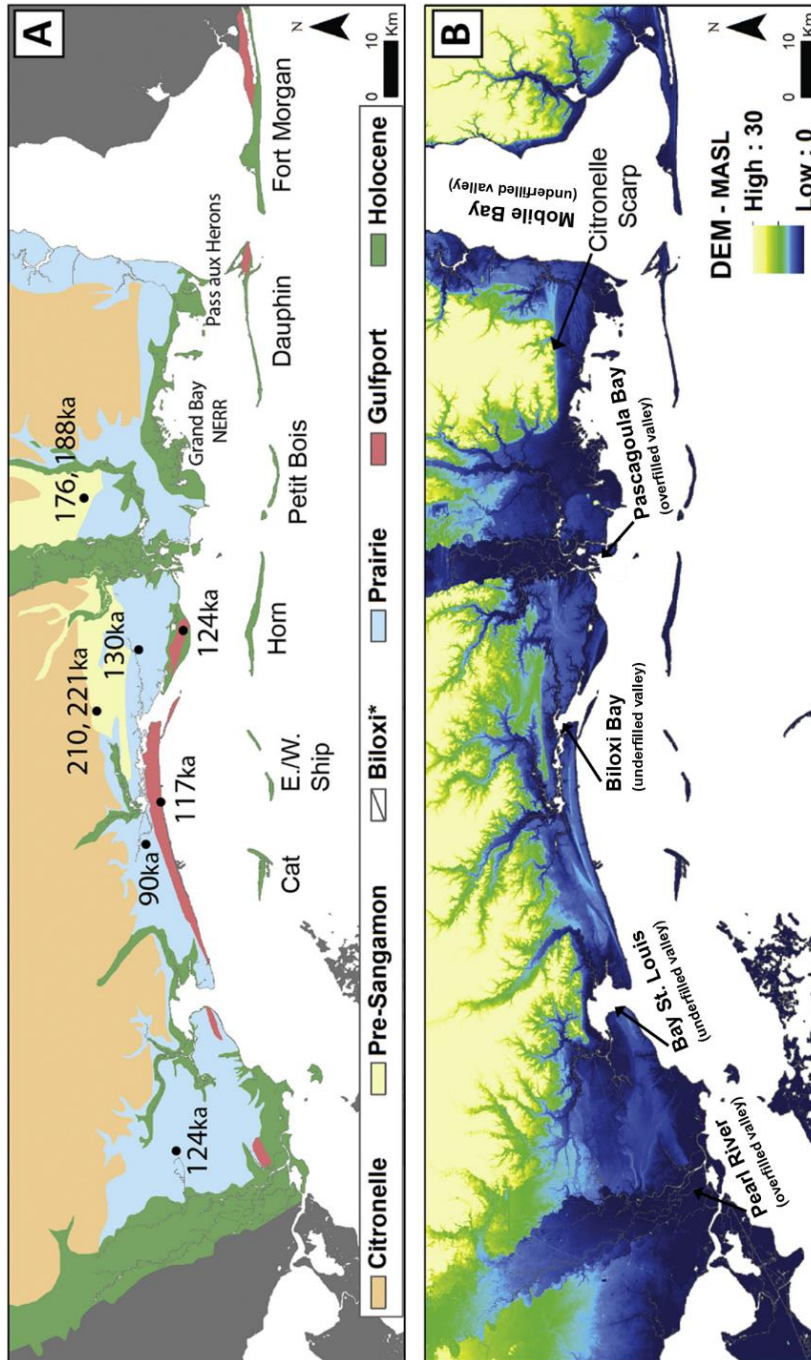 A
N
10
Km
0
176, 188ka
210, 221ka
130ka
90ka
117ka
124ka
124ka
Pass aux Herons
Grand Bay
NERR
Cat
E./W.
Ship
Horn
Petit Bois
Dauphin
Fort Morgan
Citronelle
Pre-Sangamon
Biloxi*
Prairie
Gulfport
Holocene
B
N
10
Km
0
Mobile Bay
(underfilled valley)
Citronelle
Scarp
Pearl River
(overfilled valley)
Bay St. Louis
(underfilled valley)
Biloxi Bay
(underfilled valley)
Pascagoula Bay
(overfilled valley)
DEM - MASL
High : 30
Low : 0